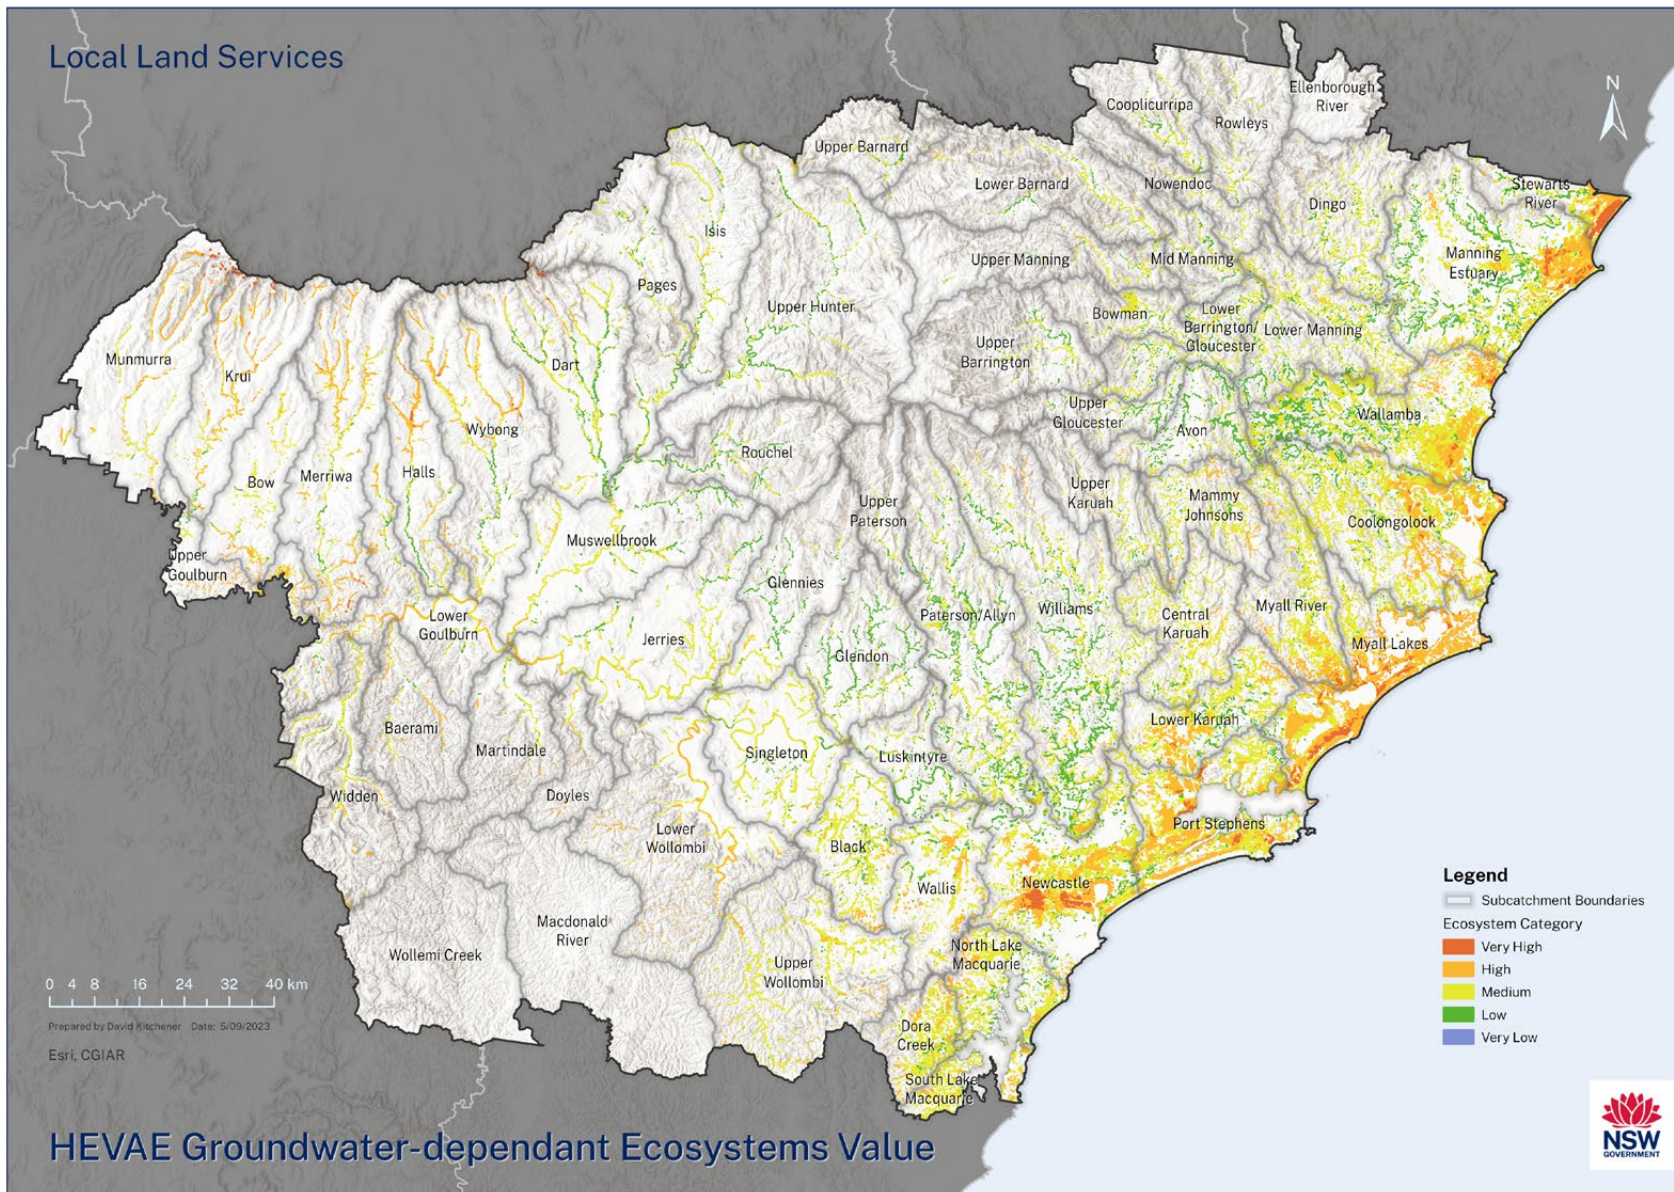 Local Land Services
N
Ellenborough
River
Cooplicurripa
Rowleys
Upper Barnard
Lower Barnard
Nowendoc
Stewarts
River
Dingo
Isis
Manning
Estuary
Upper Manning
Mid Manning
Pages
Upper Hunter
Bowman
Lower
Barrington/
Gloucester
Lower Manning
Upper
Barrington
Munmurra
Krui
Dart
Upper
Gloucester
Wallamba
Wybong
Avon
Rouchel
Halls
Merriwa
Bow
Upper
Karuah
Mammy
Johnsons
Upper
Paterson
Coolongolook
Muswellbrook
Upper
Goulburn
Glennies
Lower
Goulburn
Paterson/Allyn
Williams
Central
Karuah
Myall River
Jerries
Glendon
Myall Lakes
Baerami
Martindale
Lower Karuah
Singleton
Luskintyre
Widden
Doyles
Port Stephens
Lower
Wollombi
Black
Wallis
Newcastle
Macdonald
River
Wollemi Creek
North Lake
Macquarie
Upper
Wollombi
Dora
Creek
South Lake
Macquarie
Legend
Subcatchment Boundaries
Ecosystem Category
Very High
High
Medium
Low
Very Low
0 4 8 16 24 32 40 km
Prepared by David Kitchener Date: 5/09/2023
Esri, CGIAR
HEVAE Groundwater-dependant Ecosystems Value
NSW
GOVERNMENT